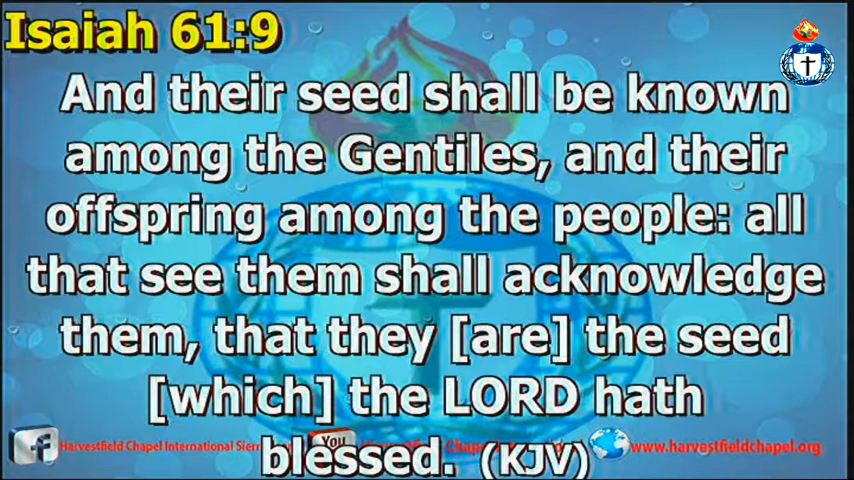 Isaiah 61:9
And their seed shall be known
among the Gentiles, and their
offspring among the people: all
that see them shall acknowledge
them, that they [are] the seed
[which] the LORD hath
blessed. (KJV)
Harvestfield Chapel International
You
www.harvestfieldchapel.org